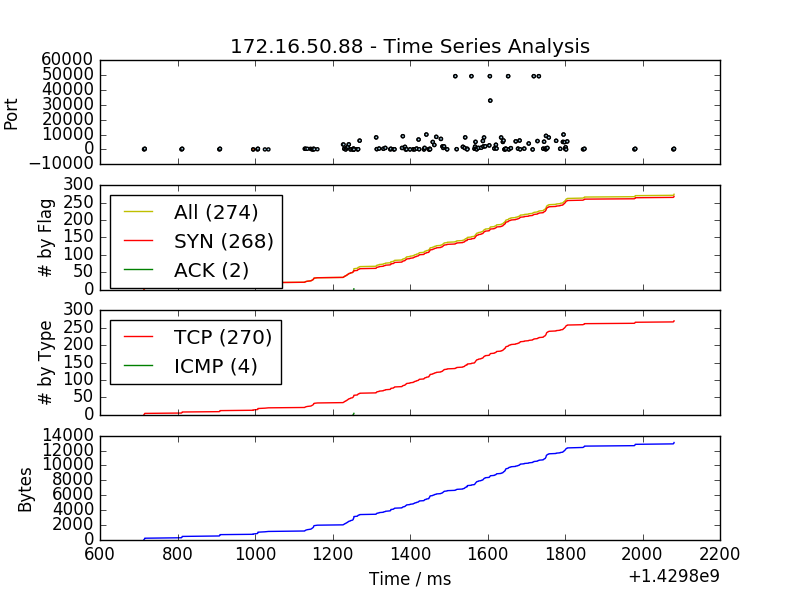 172.16.50.88 - Time Series Analysis
60000
50000
40000
30000
20000
10000
0
−10000
Port
300
250
200
150
100
50
0
# by Flag
All (274)
SYN (268)
ACK (2)
300
250
200
150
100
50
0
# by Type
TCP (270)
ICMP (4)
14000
12000
10000
8000
6000
4000
2000
0
Bytes
600 800 1000 1200 1400 1600 1800 2000 2200
Time / ms
+1.4298e9